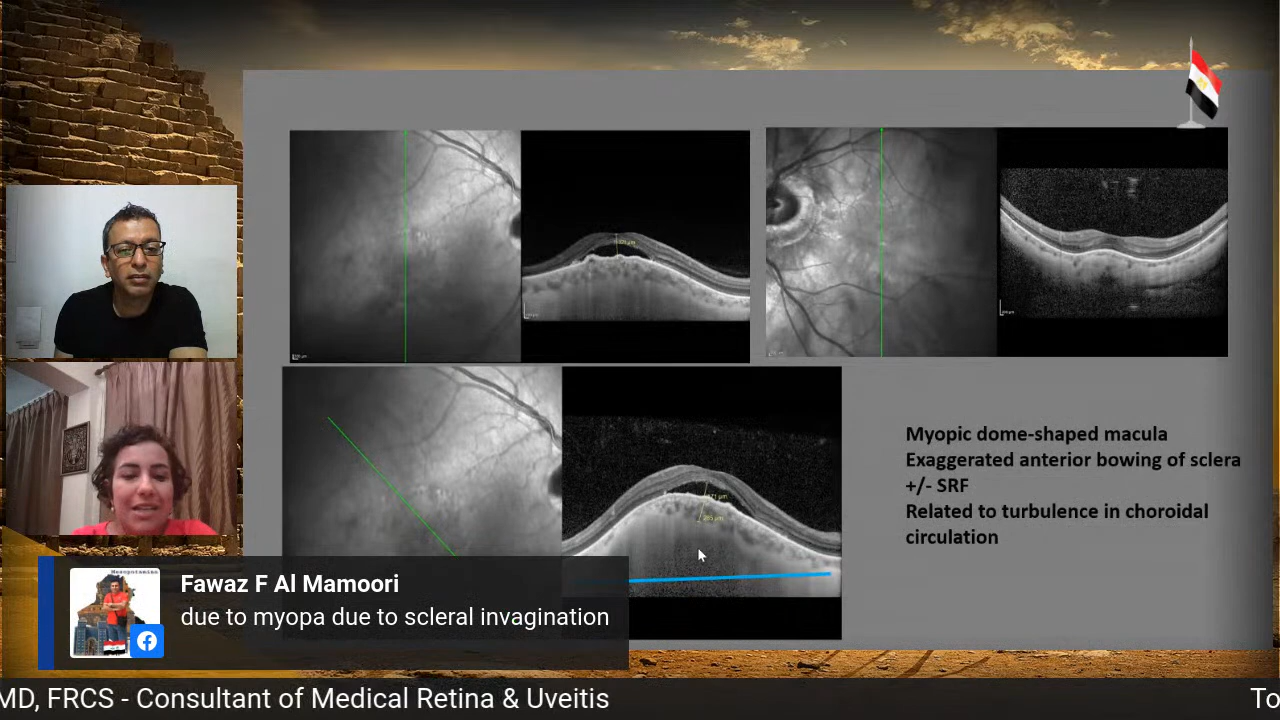 Myopic dome-shaped macula
Exaggerated anterior bowing of sclera
+/- SRF
Related to turbulence in choroidal
circulation
Fawaz F Al Mamoori
due to myopa due to scleral invagination
MD, FRCS - Consultant of Medical Retina & Uveitis
To